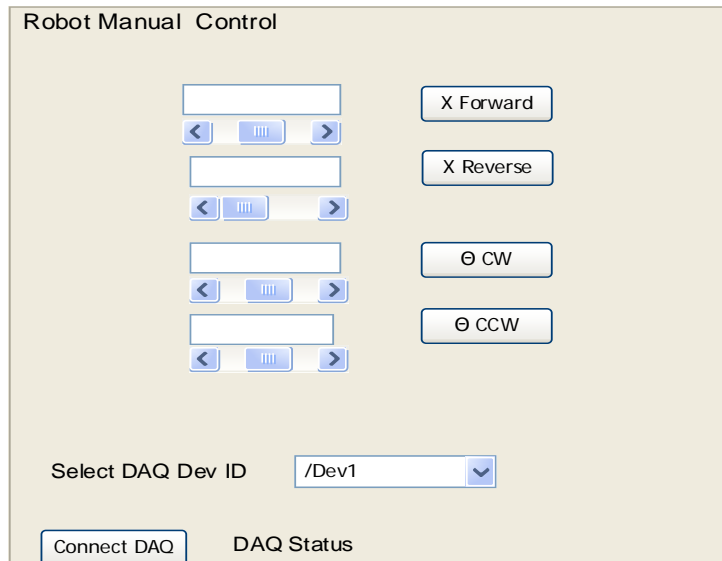 Robot Manual Control
X Forward
X Reverse
Θ CW
Θ CCW
Select DAQ Dev ID /Dev1
Connect DAQ DAQ Status